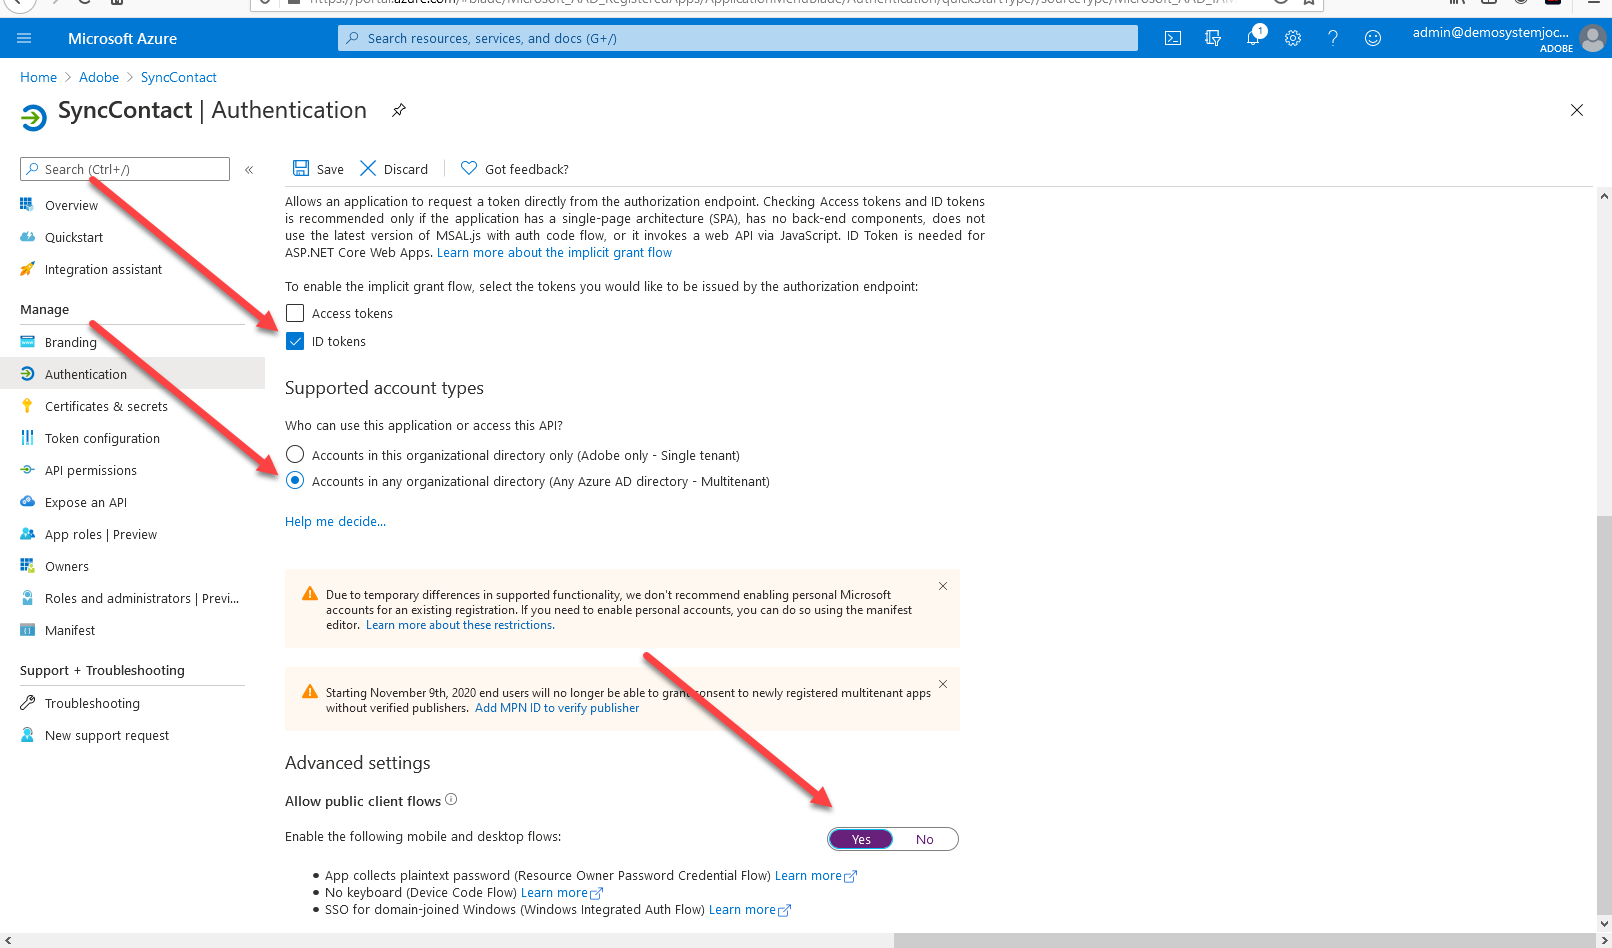 Microsoft Azure
Search resources, services, and docs (G+/)
1
admin@demosystemjoc...
ADOBE
Home > Adobe > SyncContact
SyncContact | Authentication
Search (Ctrl+/)
«
Overview
Quickstart
Integration assistant
Manage
Branding
Authentication
Certificates & secrets
Token configuration
API permissions
Expose an API
App roles | Preview
Owners
Roles and administrators | Previ...
Manifest
Support + Troubleshooting
Troubleshooting
New support request
Save Discard Got feedback?
Allows an application to request a token directly from the authorization endpoint. Checking Access tokens and ID tokens
is recommended only if the application has a single-page architecture (SPA), has no back-end components, does not
use the latest version of MSAL.js with auth code flow, or it invokes a web API via JavaScript. ID Token is needed for
ASP.NET Core Web Apps. Learn more about the implicit grant flow
To enable the implicit grant flow, select the tokens you would like to be issued by the authorization endpoint:
Access tokens
ID tokens
Supported account types
Who can use this application or access this API?
Accounts in this organizational directory only (Adobe only - Single tenant)
Accounts in any organizational directory (Any Azure AD directory - Multitenant)
Help me decide...
Due to temporary differences in supported functionality, we don't recommend enabling personal Microsoft
accounts for an existing registration. If you need to enable personal accounts, you can do so using the manifest
editor. Learn more about these restrictions.
Starting November 9th, 2020 end users will no longer be able to grant consent to newly registered multitenant apps
without verified publishers. Add MPN ID to verify publisher
Advanced settings
Allow public client flows
Enable the following mobile and desktop flows:
Yes No
• App collects plaintext password (Resource Owner Password Credential Flow) Learn more
• No keyboard (Device Code Flow) Learn more
• SSO for domain-joined Windows (Windows Integrated Auth Flow) Learn more